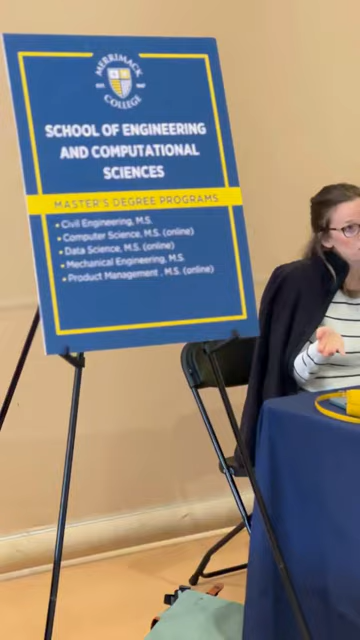 MERRIMACK
COLLEGE
SCHOOL OF ENGINEERING
AND COMPUTATIONAL
SCIENCES
MASTER'S DEGREE PROGRAMS
• Civil Engineering, M.S.
• Computer Science, M.S. (online)
• Data Science, M.S. (online)
• Mechanical Engineering, M.S.
• Product Management , M.S. (online)